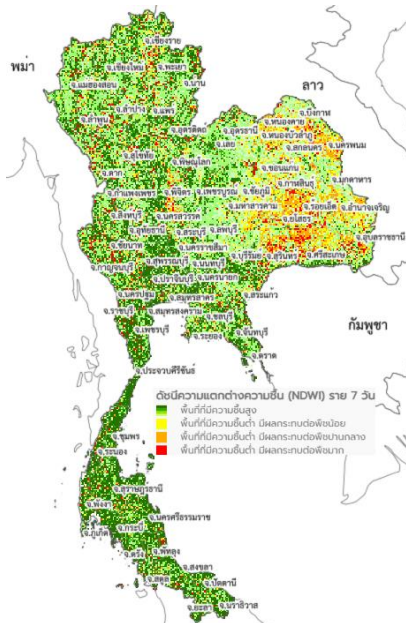 จ.เชียงราย
พม่า
จ.เชียงใหม่
จ.พะเยา
ลาว
จ.แม่ฮ่องสอน
จ.น่าน
จ.บึงกาฬ
จ.ลำปาง
จ.แพร่
จ.หนองคาย
จ.ลำพูน
จ.อุตรดิตถ์
จ.อุดรธานี
จ.หนองบัวลำภู
จ.เลย
จ.สกลนคร
จ.นครพนม
จ.สุโขทัย
จ.พิษณุโลก
จ.ขอนแก่น
จ.ตาก
จ.กาฬสินธุ์
จ.มุกดาหาร
จ.กำแพงเพชร
จ.พิจิตร
จ.เพชรบูรณ์
จ.ชัยภูมิ
จ.มหาสารคาม
จ.ร้อยเอ็ด
จ.อำนาจเจริญ
จ.สิงห์บุรี
จ.นครสวรรค์
จ.ยโสธร
จ.อุทัยธานี
จ.สระบุรี
จ.ลพบุรี
จ.อุบลราชธานี
จ.ชัยนาท
จ.นครราชสีมา
จ.บุรีรัมย์
จ.สุรินทร์
จ.ศรีสะเกษ
จ.สุพรรณบุรี
จ.นนทบุรี
จ.กาญจนบุรี
จ.ปราจีนบุรี
จ.นครนายก
จ.นครปฐม
จ.สมุทรสาคร
จ.สระแก้ว
จ.ราชบุรี
จ.สมุทรสงคราม
จ.ชลบุรี
กัมพูชา
จ.เพชรบุรี
จ.ระยอง
จ.จันทบุรี
จ.ตราด
จ.ประจวบคีรีขันธ์
ดัชนีความแตกต่างความชื้น (NDWI) ราย 7 วัน
พื้นที่ที่มีความชื้นสูง
พื้นที่ที่มีความชื้นต่ำ มีผลกระทบต่อพืชน้อย
พื้นที่ที่มีความชื้นต่ำ มีผลกระทบต่อพืชปานกลาง
พื้นที่ที่มีความชื้นต่ำ มีผลกระทบต่อพืชมาก
จ.ชุมพร
จ.ระนอง
จ.สุราษฎร์ธานี
จ.พังงา
จ.นครศรีธรรมราช
จ.ภูเก็ต
จ.กระบี่
จ.ตรัง
จ.พัทลุง
จ.สงขลา
จ.สตูล
จ.ปัตตานี
จ.ยะลา
จ.นราธิวาส